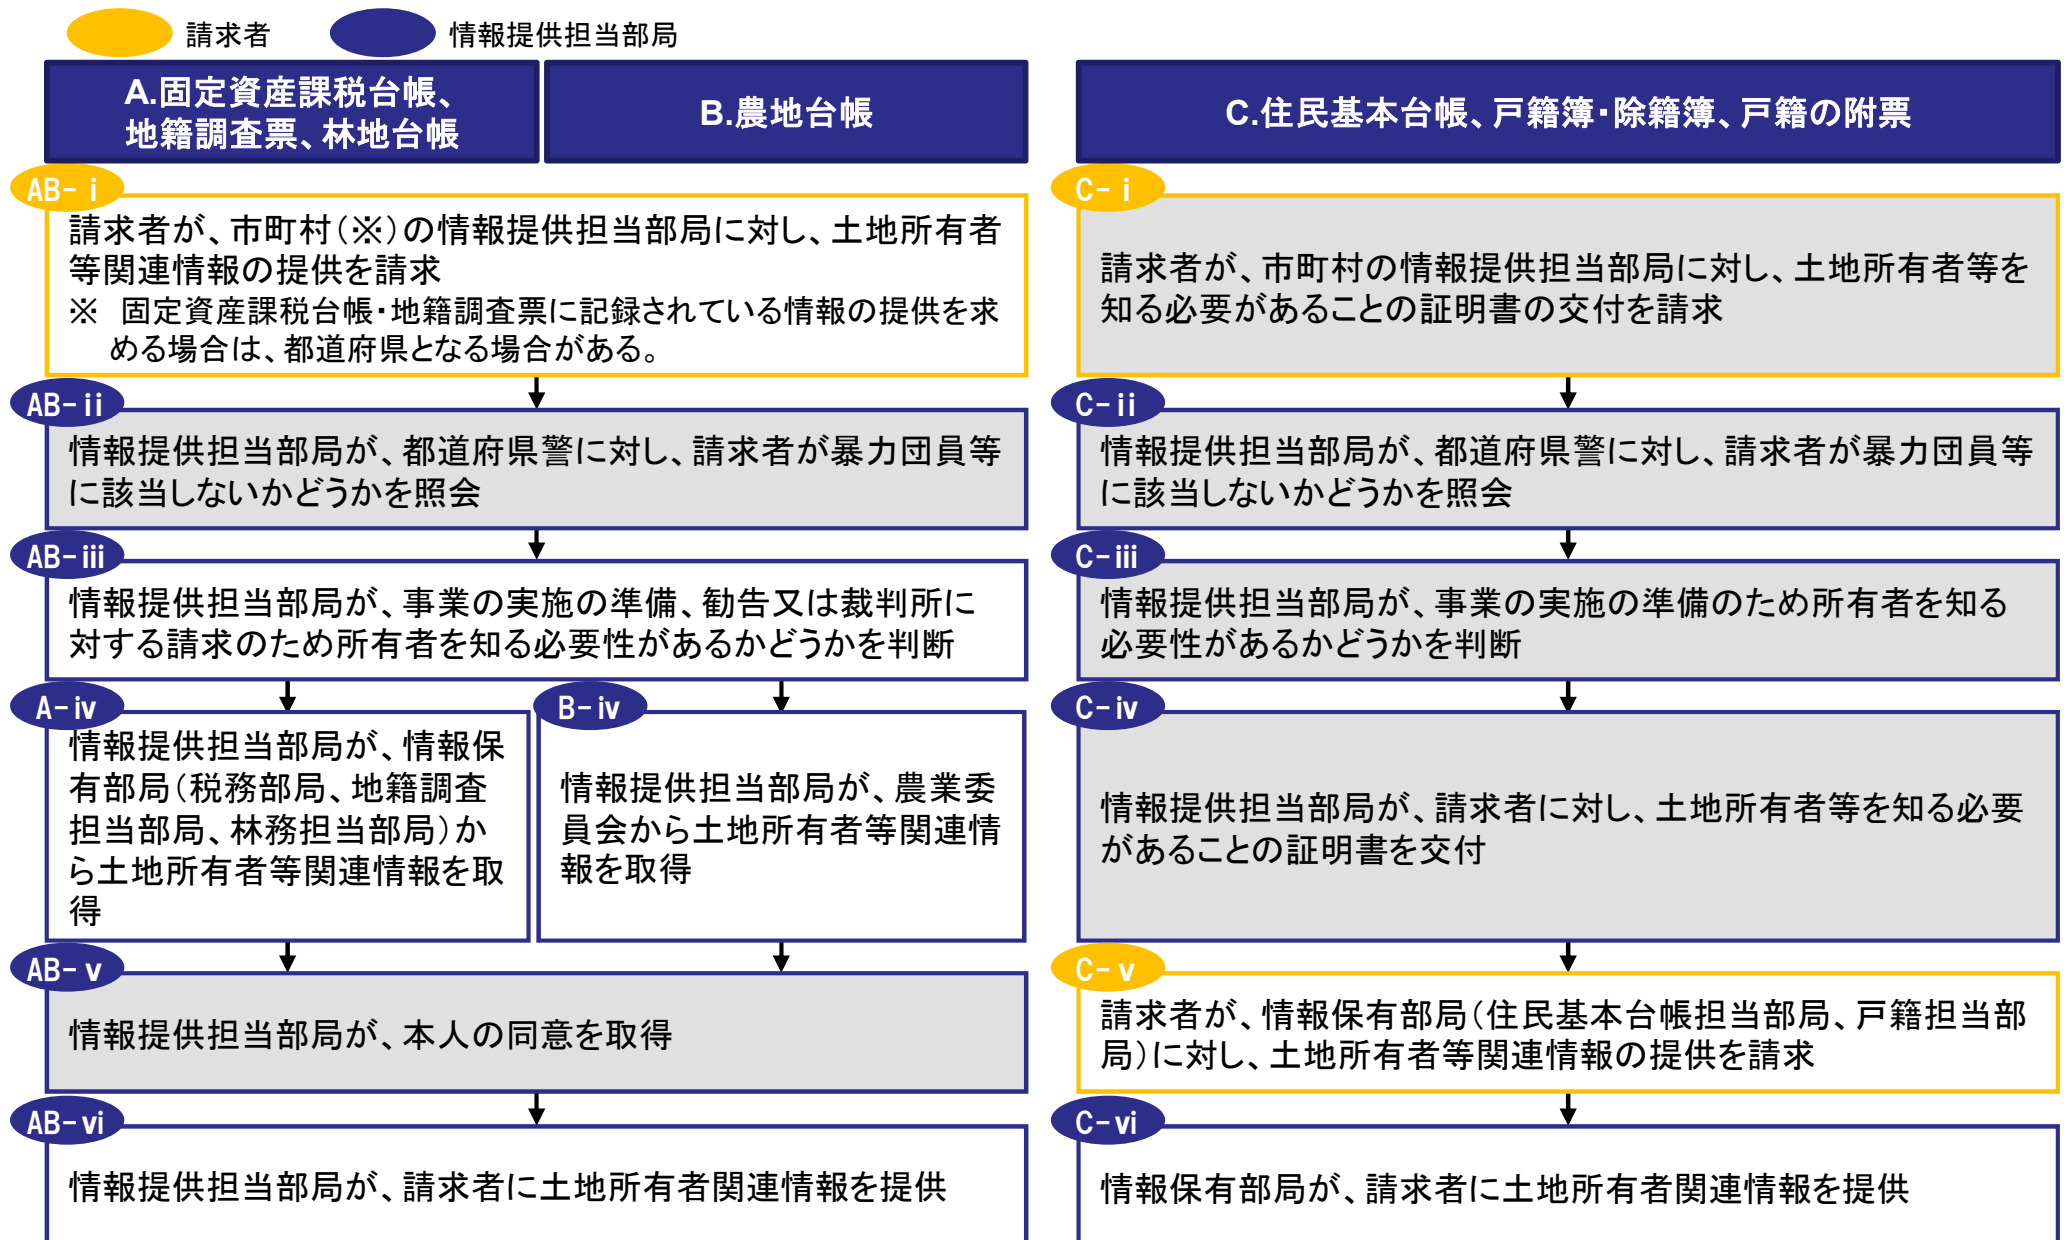 請求者
情報提供担当部局
A.固定資産課税台帳、
地籍調査票、林地台帳
B.農地台帳
AB-ⅰ
請求者が、市町村(※)の情報提供担当部局に対し、土地所有者
等関連情報の提供を請求
※ 固定資産課税台帳・地籍調査票に記録されている情報の提供を求
める場合は、都道府県となる場合がある。
AB-ⅱ
情報提供担当部局が、都道府県警に対し、請求者が暴力団員等
に該当しないかどうかを照会
AB-ⅲ
情報提供担当部局が、事業の実施の準備、勧告又は裁判所に
対する請求のため所有者を知る必要性があるかどうかを判断
A-ⅳ
情報提供担当部局が、情報保
有部局(税務部局、地籍調査
担当部局、林務担当部局)か
ら土地所有者等関連情報を取
得
B-ⅳ
情報提供担当部局が、農業委
員会から土地所有者等関連情
報を取得
AB-ⅴ
情報提供担当部局が、本人の同意を取得
AB-ⅵ
情報提供担当部局が、請求者に土地所有者関連情報を提供
C.住民基本台帳、戸籍簿・除籍簿、戸籍の附票
C-ⅰ
請求者が、市町村の情報提供担当部局に対し、土地所有者等を
知る必要があることの証明書の交付を請求
C-ⅱ
情報提供担当部局が、都道府県警に対し、請求者が暴力団員等
に該当しないかどうかを照会
C-ⅲ
情報提供担当部局が、事業の実施の準備のため所有者を知る
必要性があるかどうかを判断
C-ⅳ
情報提供担当部局が、請求者に対し、土地所有者等を知る必要
があることの証明書を交付
C-ⅴ
請求者が、情報保有部局(住民基本台帳担当部局、戸籍担当部
局)に対し、土地所有者等関連情報の提供を請求
C-ⅵ
情報保有部局が、請求者に土地所有者関連情報を提供